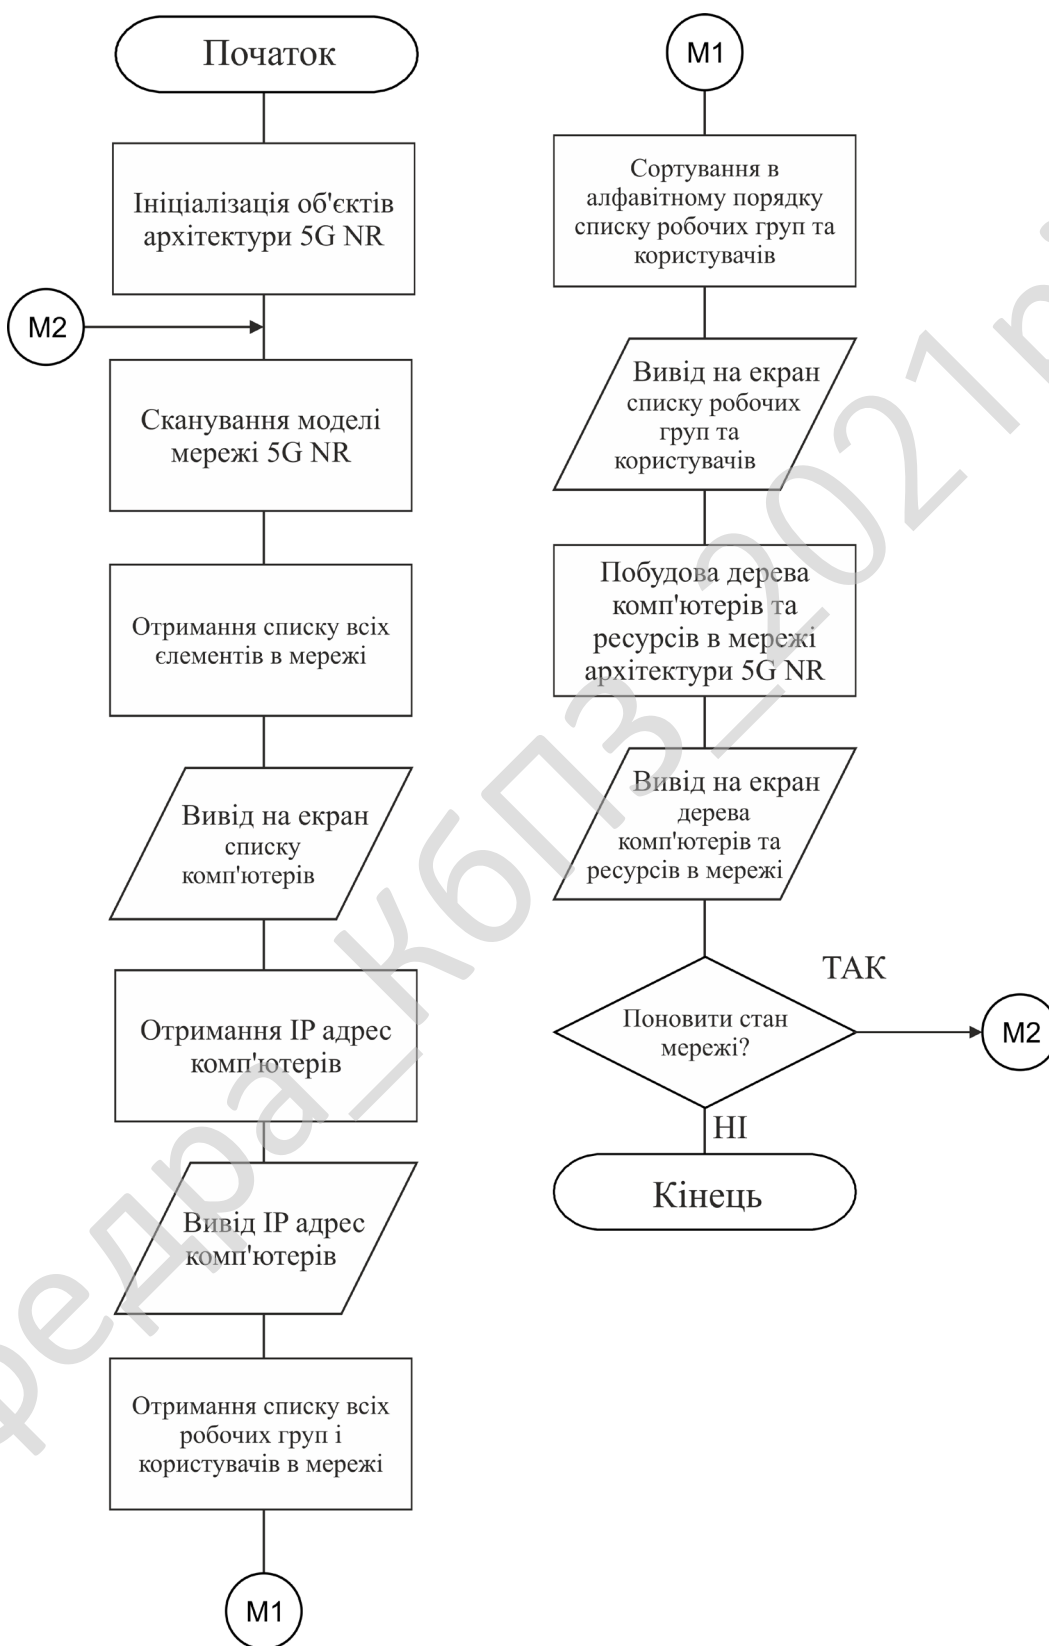 Початок
Ініціалізація об'єктів
архітектури 5G NR
М2
Сканування моделі
мережі 5G NR
Отримання списку всіх
єлементів в мережі
Вивід на екран
списку
комп'ютерів
Отримання IP адрес
комп'ютерів
Вивід IP адрес
комп'ютерів
Отримання списку всіх
робочих груп і
користувачів в мережі
М1
М1
Сортування в
алфавітному порядку
списку робочих груп та
користувачів
Вивід на екран
списку робочих
груп та
користувачів
Побудова дерева
комп'ютерів та
ресурсів в мережі
архітектури 5G NR
Вивід на екран
дерева
комп'ютерів та
ресурсів в мережі
ТАК
Поновити стан
мережі?
М2
НІ
Кінець